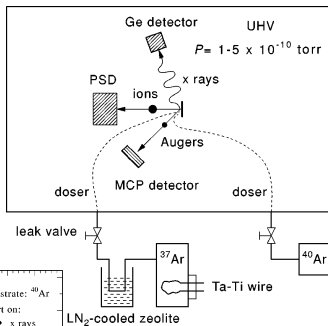 Ge detector
UHV
P= 1-5 x 10⁻¹⁰ torr
PSD
x rays
ions
Augers
MCP detector
doser
doser
leak valve
³⁷Ar
⁴⁰Ar
Ta-Ti wire
LN₂-cooled zeolite
strate: ⁴⁰Ar
rt on:
x rays